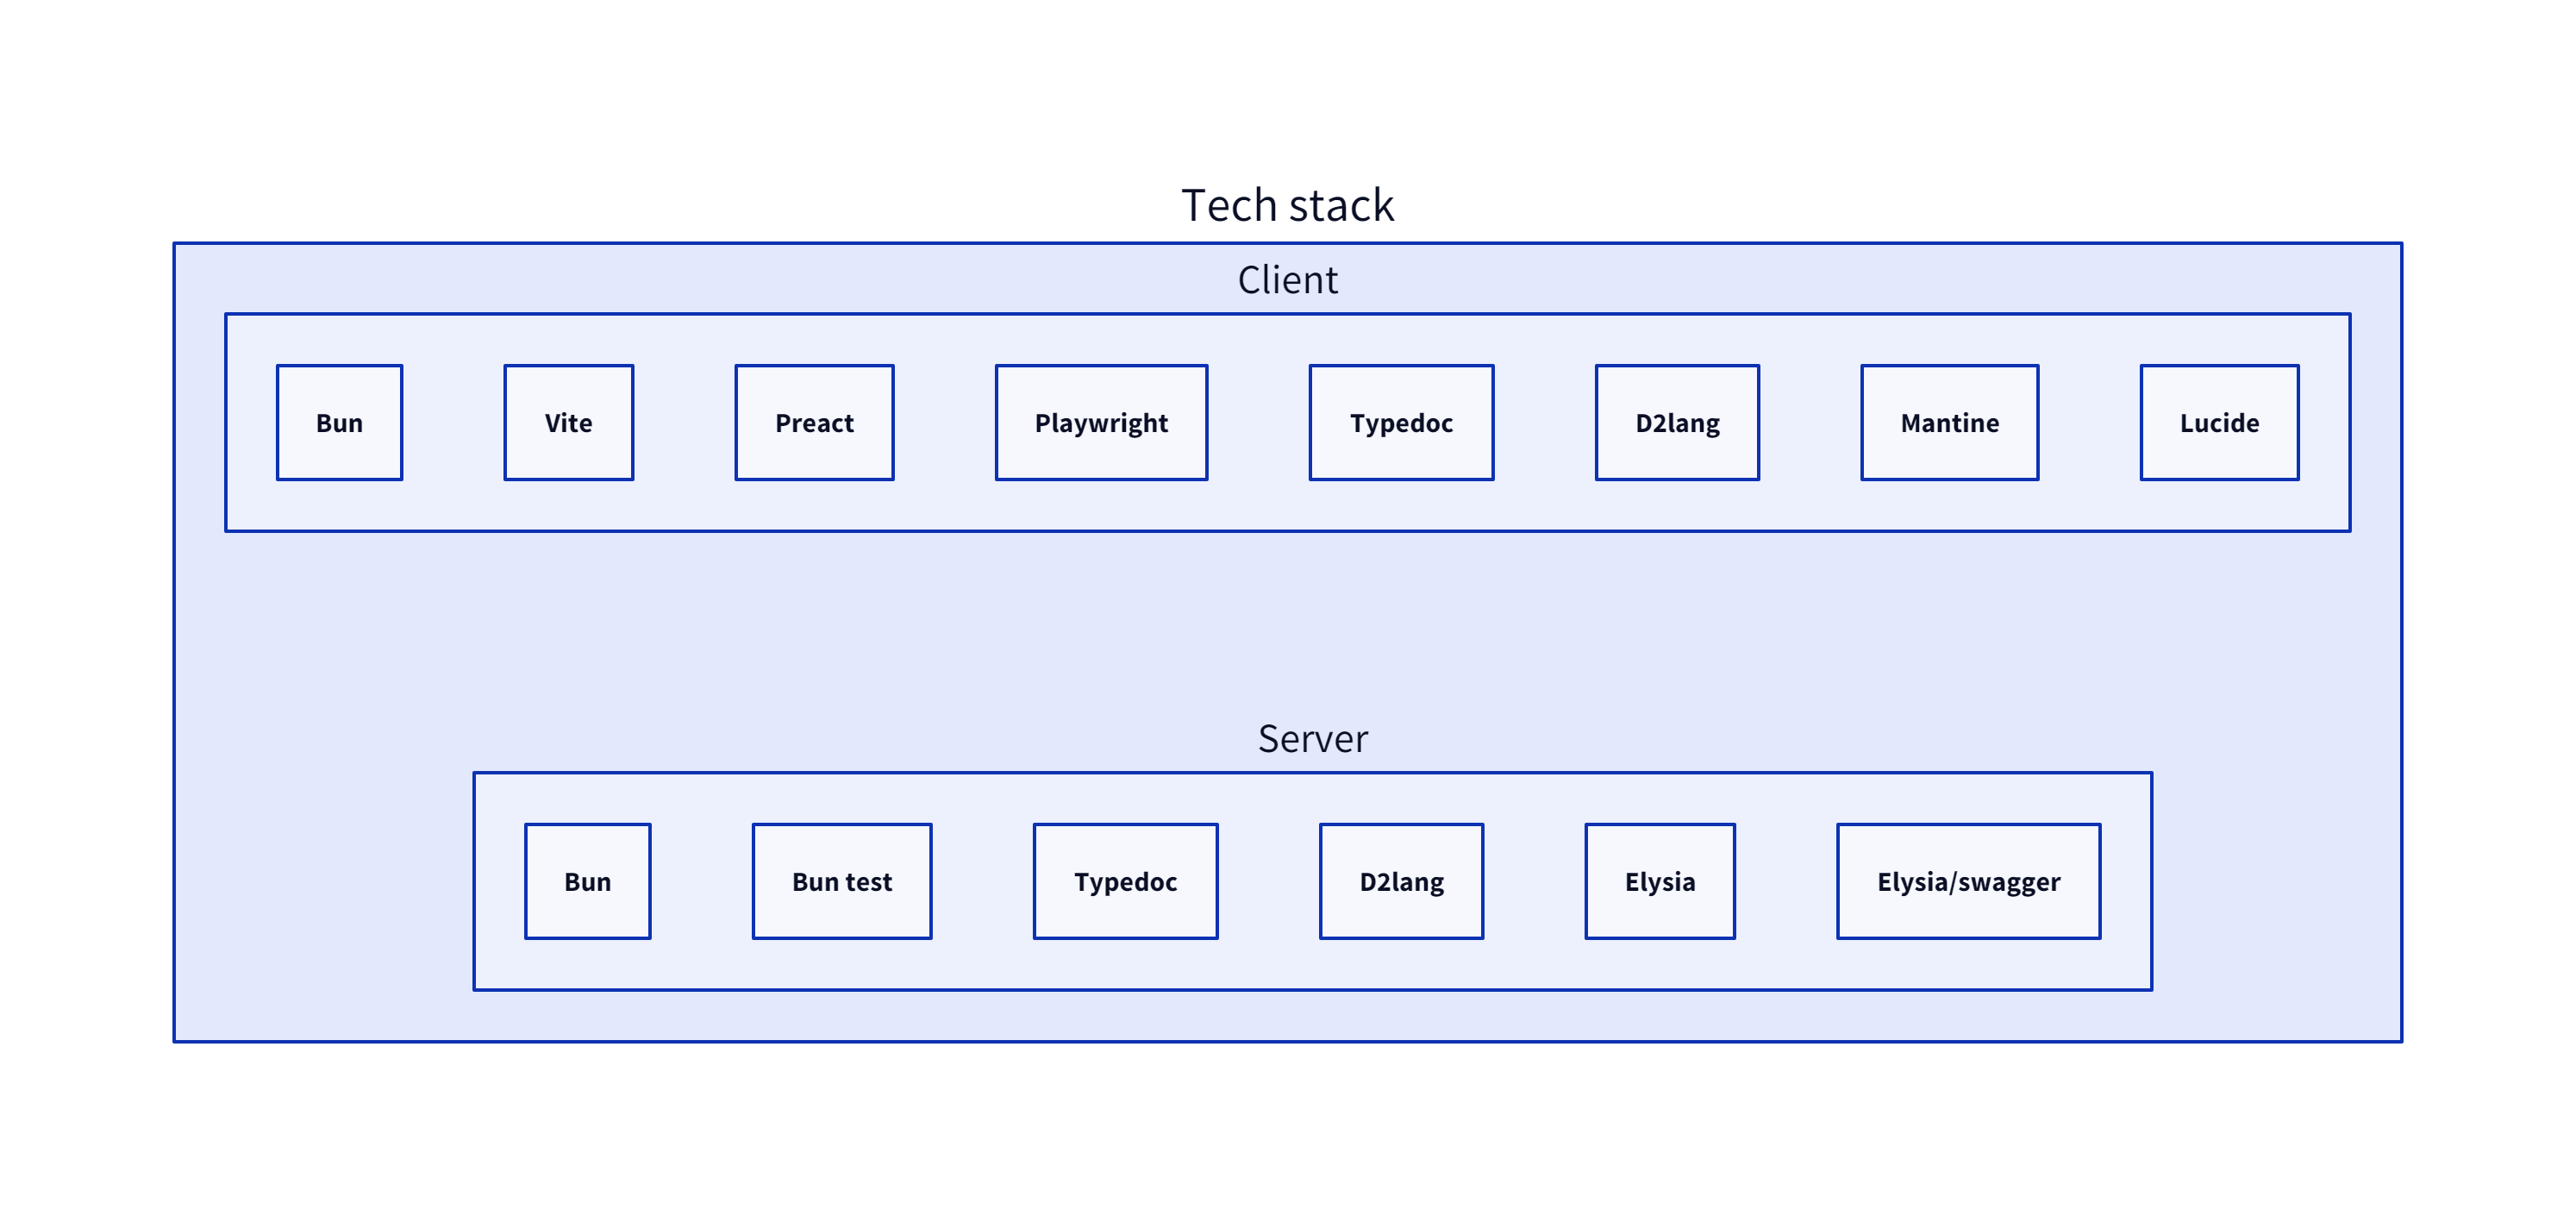 Tech stack
Client
Bun
Vite
Preact
Playwright
Typedoc
D2lang
Mantine
Lucide
Server
Bun
Bun test
Typedoc
D2lang
Elysia
Elysia/swagger